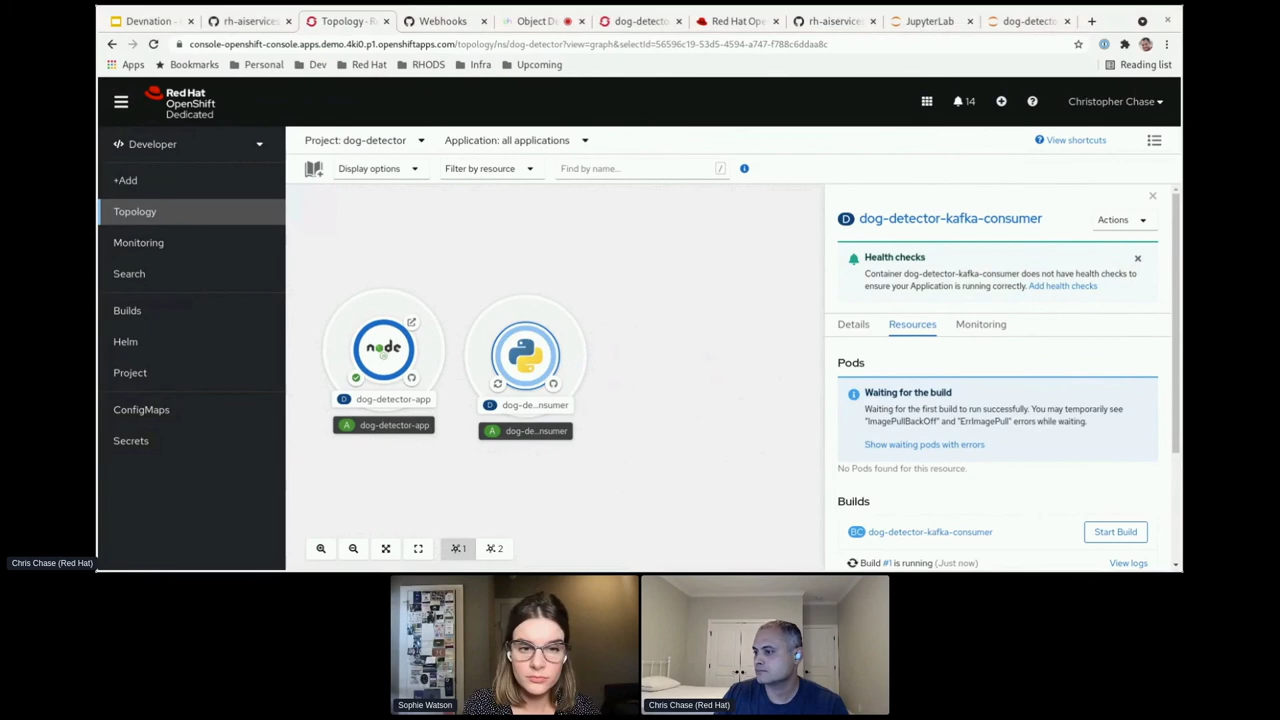 Devnation -
rh-aiservices
Topology - R
Webhooks
Object De
dog-detecto
Red Hat Ope
rh-aiservice
JupyterLab
dog-detecto
console-openshift-console.apps.demo.4ki0.p1.openshiftapps.com/topology/ns/dog-detector?view=graph&selectId=56596c19-53d5-4594-a747-f788c6ddaa8c
Apps
Bookmarks
Personal
Dev
Red Hat
RHODS
Infra
Upcoming
Reading list
Red Hat
OpenShift
Dedicated
14
Christopher Chase
</> Developer
Project: dog-detector
Application: all applications
View shortcuts
Display options
Filter by resource
Find by name...
/
+Add
Topology
Monitoring
Search
Builds
Helm
Project
ConfigMaps
Secrets
node
D dog-detector-app
A dog-detector-app
D dog-de...nsumer
A dog-de...nsumer
1
2
D dog-detector-kafka-consumer
Actions
Health checks
Container dog-detector-kafka-consumer does not have health checks to
ensure your Application is running correctly. Add health checks
Details
Resources
Monitoring
Pods
Waiting for the build
Waiting for the first build to run successfully. You may temporarily see
"ImagePullBackOff" and "ErrImagePull" errors while waiting.
Show waiting pods with errors
No Pods found for this resource.
Builds
BC dog-detector-kafka-consumer
Start Build
Build #1 is running (Just now)
View logs
Chris Chase (Red Hat)
Sophie Watson
Chris Chase (Red Hat)